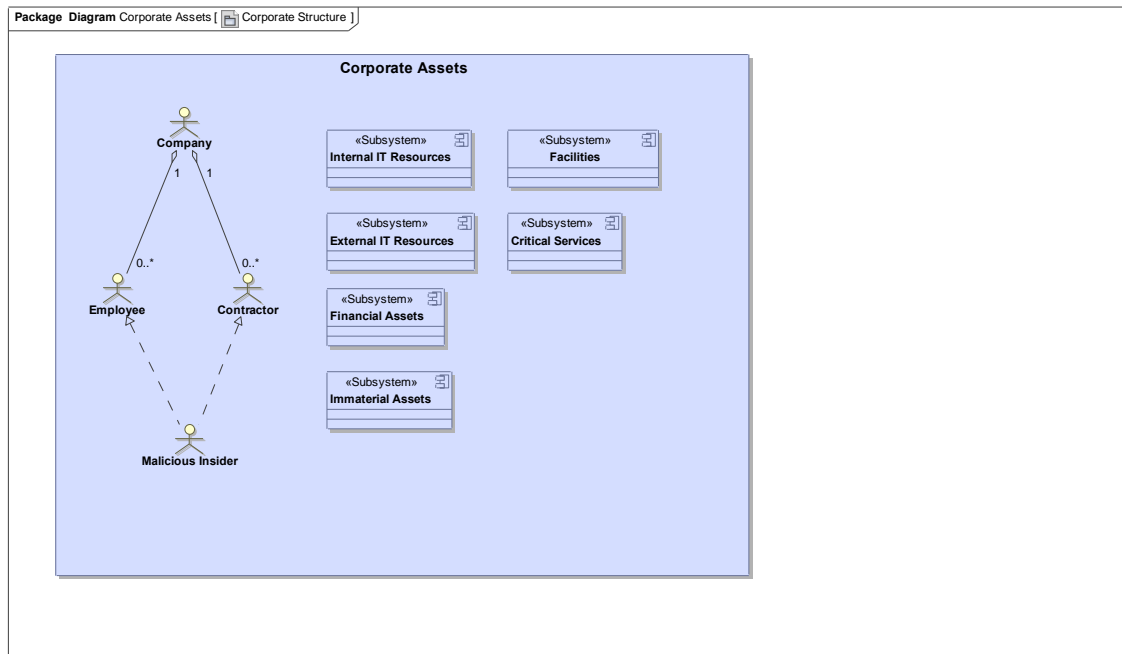 Package Diagram Corporate Assets [ Corporate Structure ]
Corporate Assets
Company
1
1
0..*
0..*
Employee
Contractor
Malicious Insider
«Subsystem»
Internal IT Resources
«Subsystem»
Facilities
«Subsystem»
External IT Resources
«Subsystem»
Critical Services
«Subsystem»
Financial Assets
«Subsystem»
Immaterial Assets